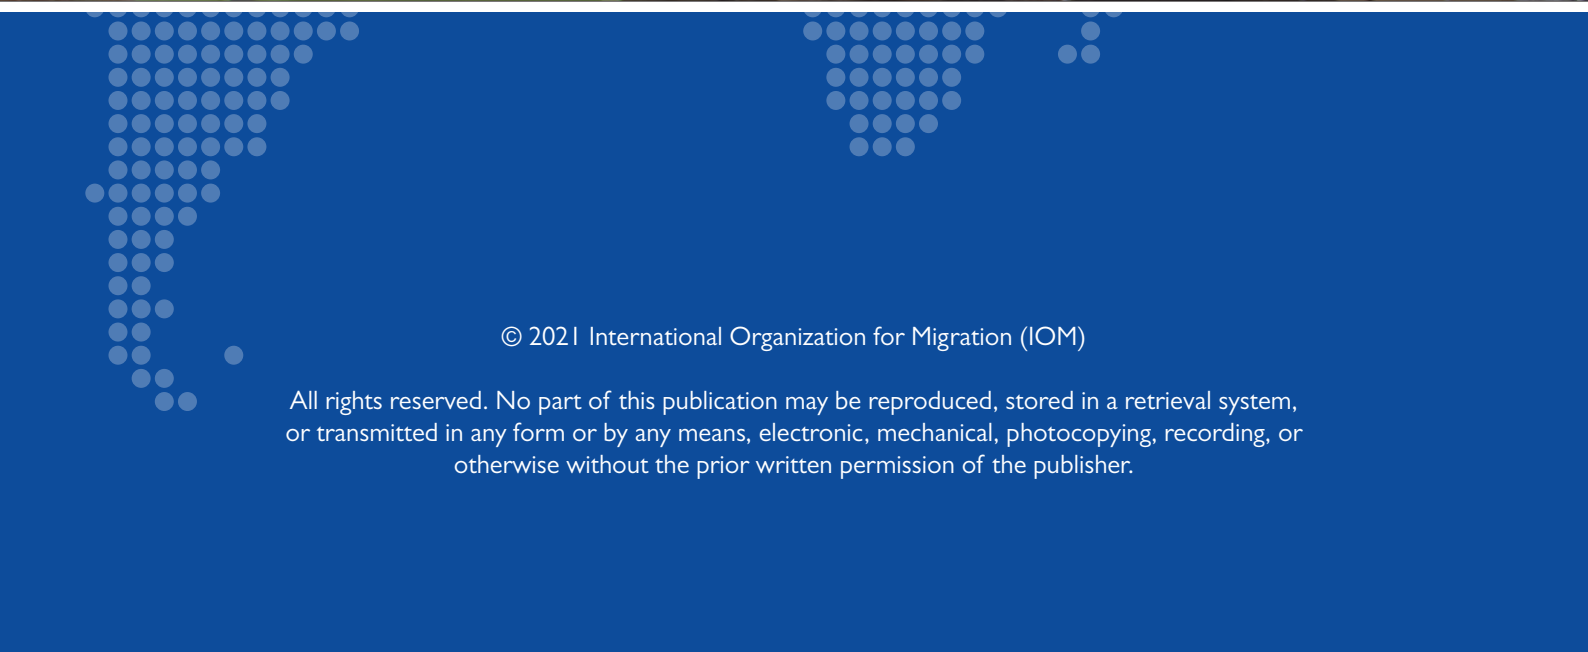 © 2021 International Organization for Migration (IOM)
All rights reserved. No part of this publication may be reproduced, stored in a retrieval system,
or transmitted in any form or by any means, electronic, mechanical, photocopying, recording, or
otherwise without the prior written permission of the publisher.